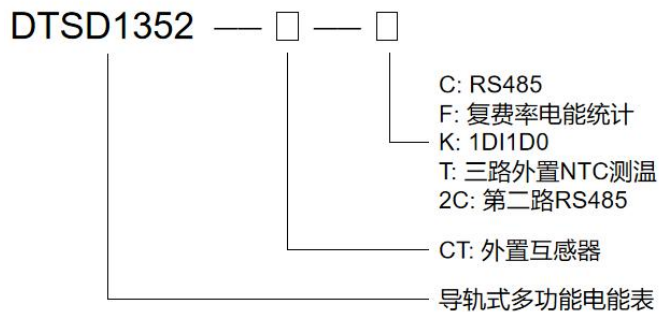 DTSD1352 —— □ —— □
C: RS485
F: 复费率电能统计
K: 1DI1D0
T: 三路外置NTC测温
2C: 第二路RS485
CT: 外置互感器
导轨式多功能电能表